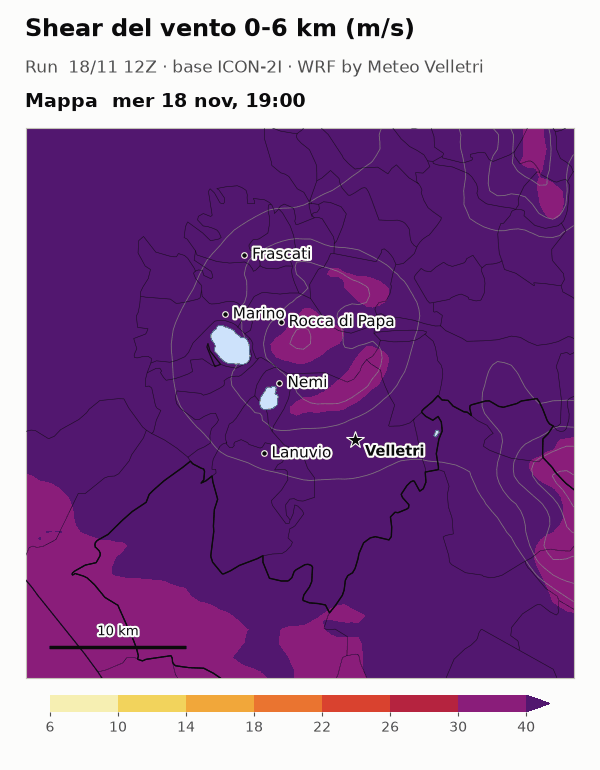 Shear del vento 0-6 km (m/s)
Run  18/11 12Z · base ICON-2I · WRF by Meteo Velletri
Mappa  mer 18 nov, 19:00
Frascati
Marino
Rocca di Papa
Nemi
Velletri
Lanuvio
10 km
6 10 14 18 22 26 30 40